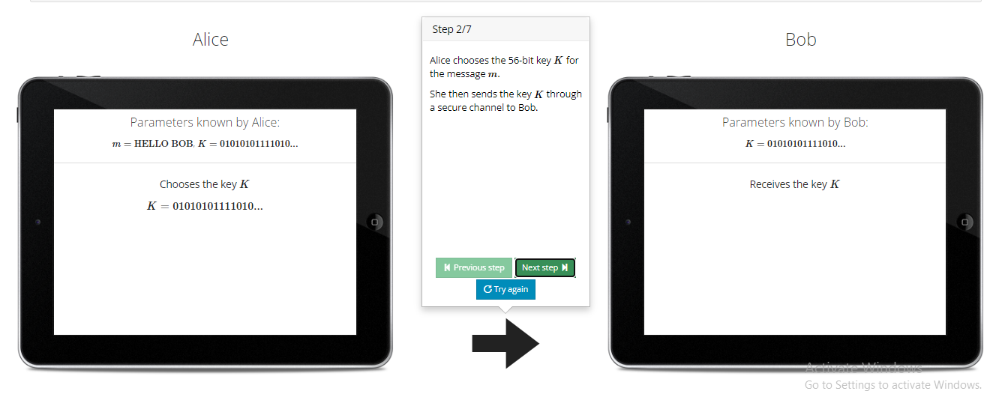 Alice
Parameters known by Alice:
m = HELLO BOB, K = 01010101111010...
Chooses the key K
K = 01010101111010...
Step 2/7
Alice chooses the 56-bit key K for
the message m.
She then sends the key K through
a secure channel to Bob.
Previous step
Next step
Try again
Bob
Parameters known by Bob:
K = 01010101111010...
Receives the key K
Activate Windows
Go to Settings to activate Windows.